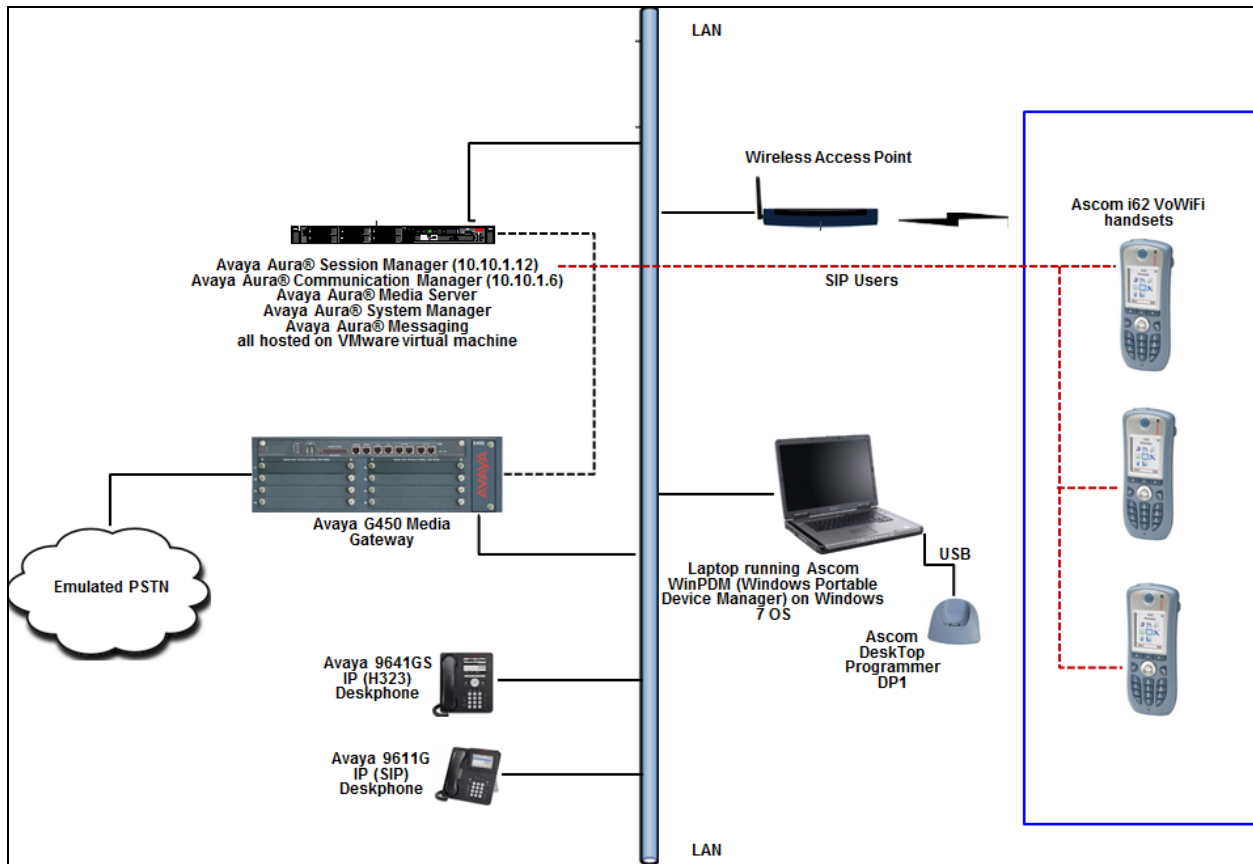 LAN
Wireless Access Point
Ascom i62 VoWiFi
handsets
Avaya Aura® Session Manager (10.10.1.12)
Avaya Aura® Communication Manager (10.10.1.6)
Avaya Aura® Media Server
Avaya Aura® System Manager
Avaya Aura® Messaging
all hosted on VMware virtual machine
SIP Users
AVAYA
Avaya G450 Media
Gateway
Emulated PSTN
USB
Laptop running Ascom
WinPDM (Windows Portable
Device Manager) on Windows
7 OS
Ascom
DeskTop
Programmer
DP1
Avaya 9641GS
IP (H323)
Deskphone
Avaya 9611G
IP (SIP)
Deskphone
LAN